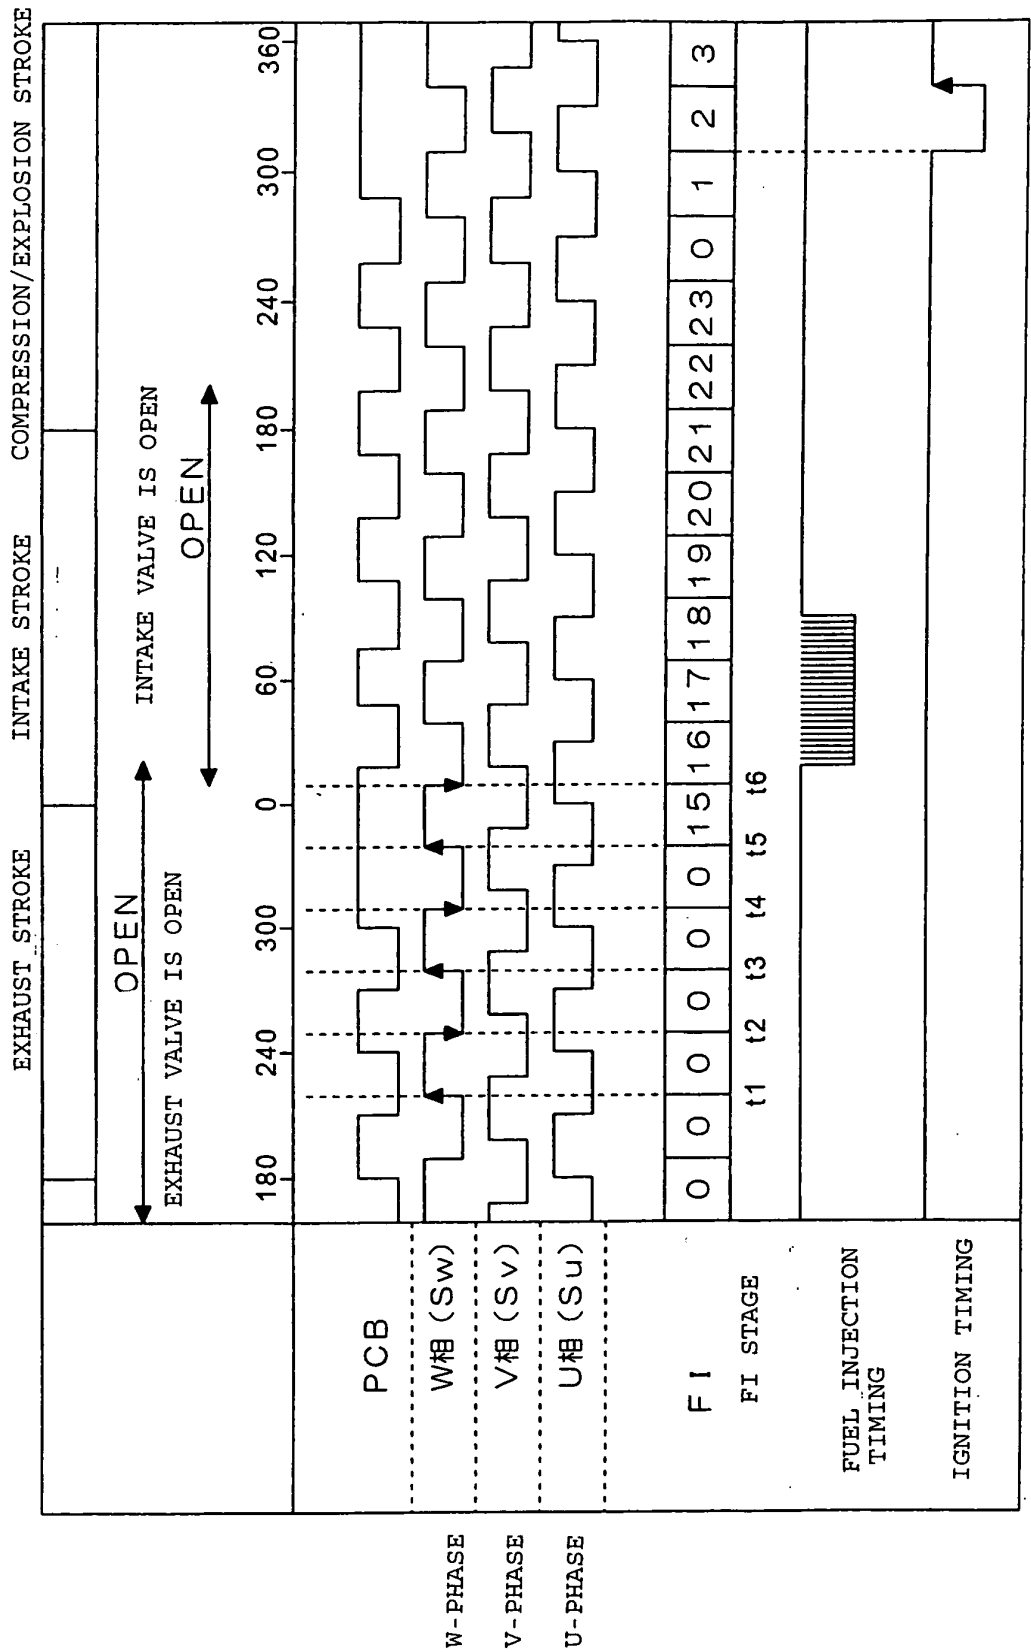 EXHAUST STROKE
INTAKE STROKE
COMPRESSION/EXPLOSION STROKE
OPEN
EXHAUST VALVE IS OPEN
INTAKE VALVE IS OPEN
OPEN
180 240 300 0 60 120 180 240 300 360
PCB
W-PHASE
W相(Sw)
V-PHASE
V相(Sv)
U-PHASE
U相(Su)
FI
0 0 0 0 0 0 15 16 17 18 19 20 21 22 23 0 1 2 3
FI STAGE
t1 t2 t3 t4 t5 t6
FUEL INJECTION
TIMING
IGNITION TIMING